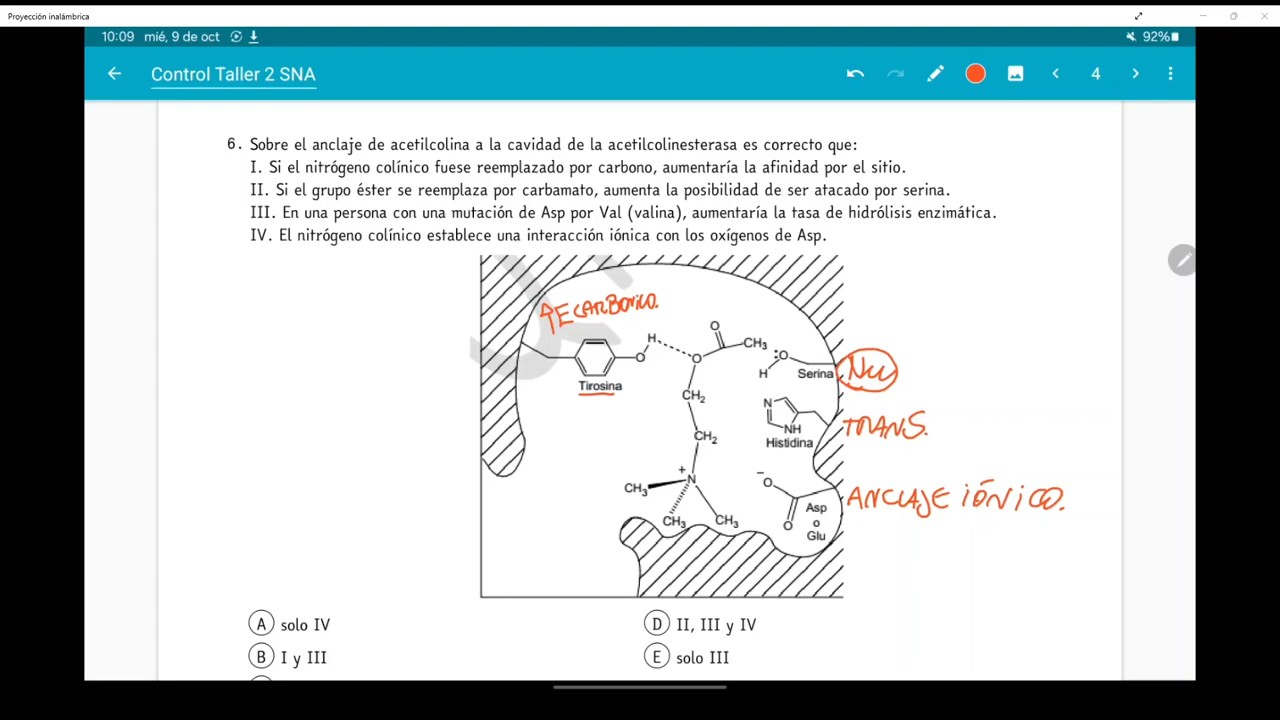 Proyección inalámbrica
10:09 mié, 9 de oct 92%
Control Taller 2 SNA 4
6. Sobre el anclaje de acetilcolina a la cavidad de la acetilcolinesterasa es correcto que:
I. Si el nitrógeno colínico fuese reemplazado por carbono, aumentaría la afinidad por el sitio.
II. Si el grupo éster se reemplaza por carbamato, aumenta la posibilidad de ser atacado por serina.
III. En una persona con una mutación de Asp por Val (valina), aumentaría la tasa de hidrólisis enzimática.
IV. El nitrógeno colínico establece una interacción iónica con los oxígenos de Asp.
↑E CARBONICO.
H O CH3 :O
O O H Serina Nu
Tirosina
CH2 N
CH2 NH TRANS.
Histidina
+ − O
CH3 N ANCLAJE IÓNICO.
CH3 CH3 O Asp
o
Glu
A solo IV D II, III y IV
B I y III E solo III